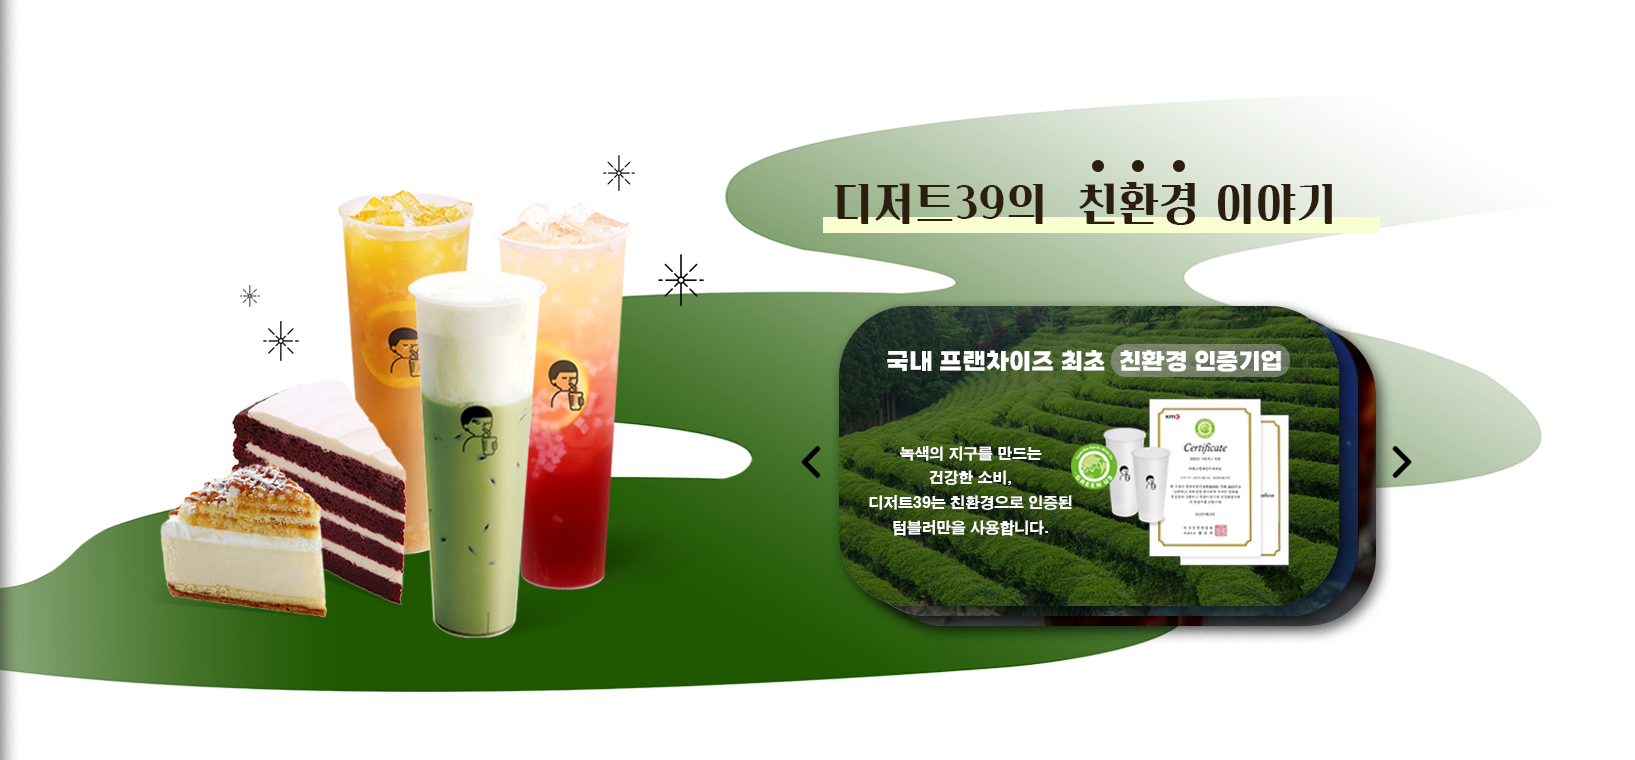 디저트39의 친환경 이야기
국내 프랜차이즈 최초 친환경 인증기업
녹색의 지구를 만드는
건강한 소비,
디저트39는 친환경으로 인증된
텀블러만을 사용합니다.
GREEN US
Certificate